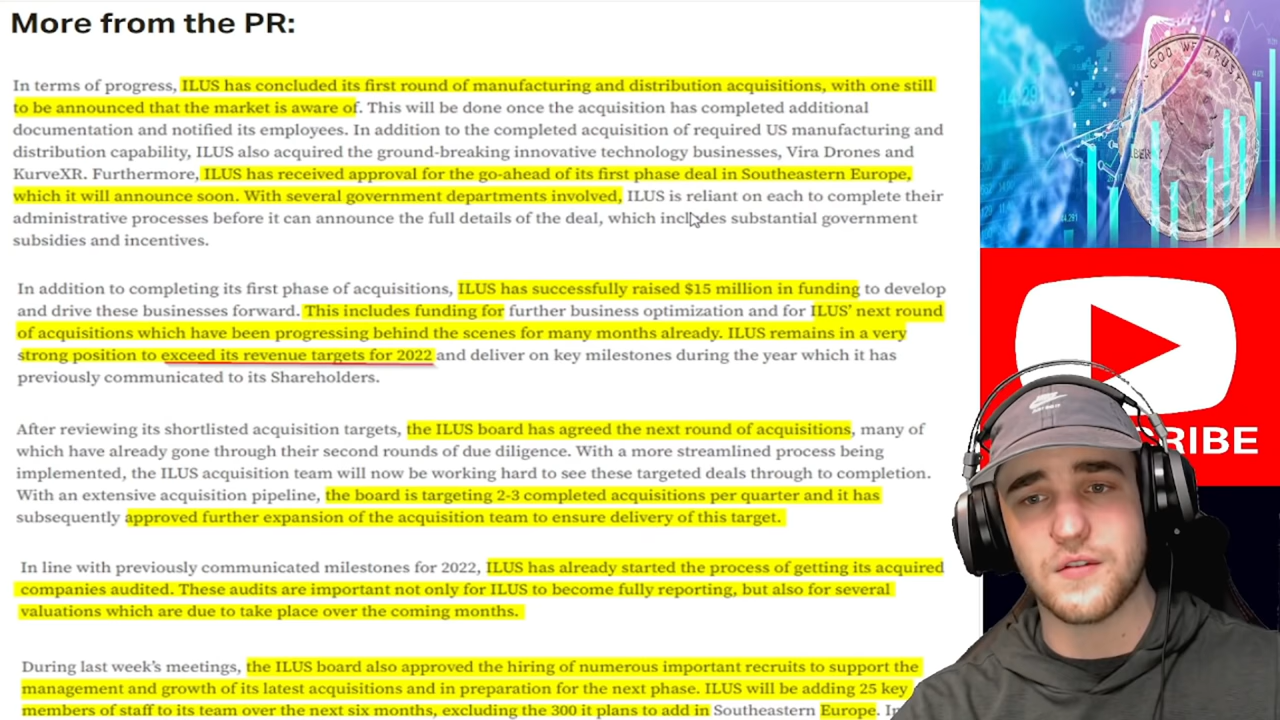 More from the PR:
In terms of progress, ILUS has concluded its first round of manufacturing and distribution acquisitions, with one still
to be announced that the market is aware of. This will be done once the acquisition has completed additional
documentation and notified its employees. In addition to the completed acquisition of required US manufacturing and
distribution capability, ILUS also acquired the ground-breaking innovative technology businesses, Vira Drones and
KurveXR. Furthermore, ILUS has received approval for the go-ahead of its first phase deal in Southeastern Europe,
which it will announce soon. With several government departments involved, ILUS is reliant on each to complete their
administrative processes before it can announce the full details of the deal, which includes substantial government
subsidies and incentives.
In addition to completing its first phase of acquisitions, ILUS has successfully raised $15 million in funding to develop
and drive these businesses forward. This includes funding for further business optimization and for ILUS' next round
of acquisitions which have been progressing behind the scenes for many months already. ILUS remains in a very
strong position to exceed its revenue targets for 2022 and deliver on key milestones during the year which it has
previously communicated to its Shareholders.
After reviewing its shortlisted acquisition targets, the ILUS board has agreed the next round of acquisitions, many of
which have already gone through their second rounds of due diligence. With a more streamlined process being
implemented, the ILUS acquisition team will now be working hard to see these targeted deals through to completion.
With an extensive acquisition pipeline, the board is targeting 2-3 completed acquisitions per quarter and it has
subsequently approved further expansion of the acquisition team to ensure delivery of this target.
In line with previously communicated milestones for 2022, ILUS has already started the process of getting its acquired
companies audited. These audits are important not only for ILUS to become fully reporting, but also for several
valuations which are due to take place over the coming months.
During last week's meetings, the ILUS board also approved the hiring of numerous important recruits to support the
management and growth of its latest acquisitions and in preparation for the next phase. ILUS will be adding 25 key
members of staff to its team over the next six months, excluding the 300 it plans to add in Southeastern Europe. In
GOD WE TRUST
44.291
RIBE